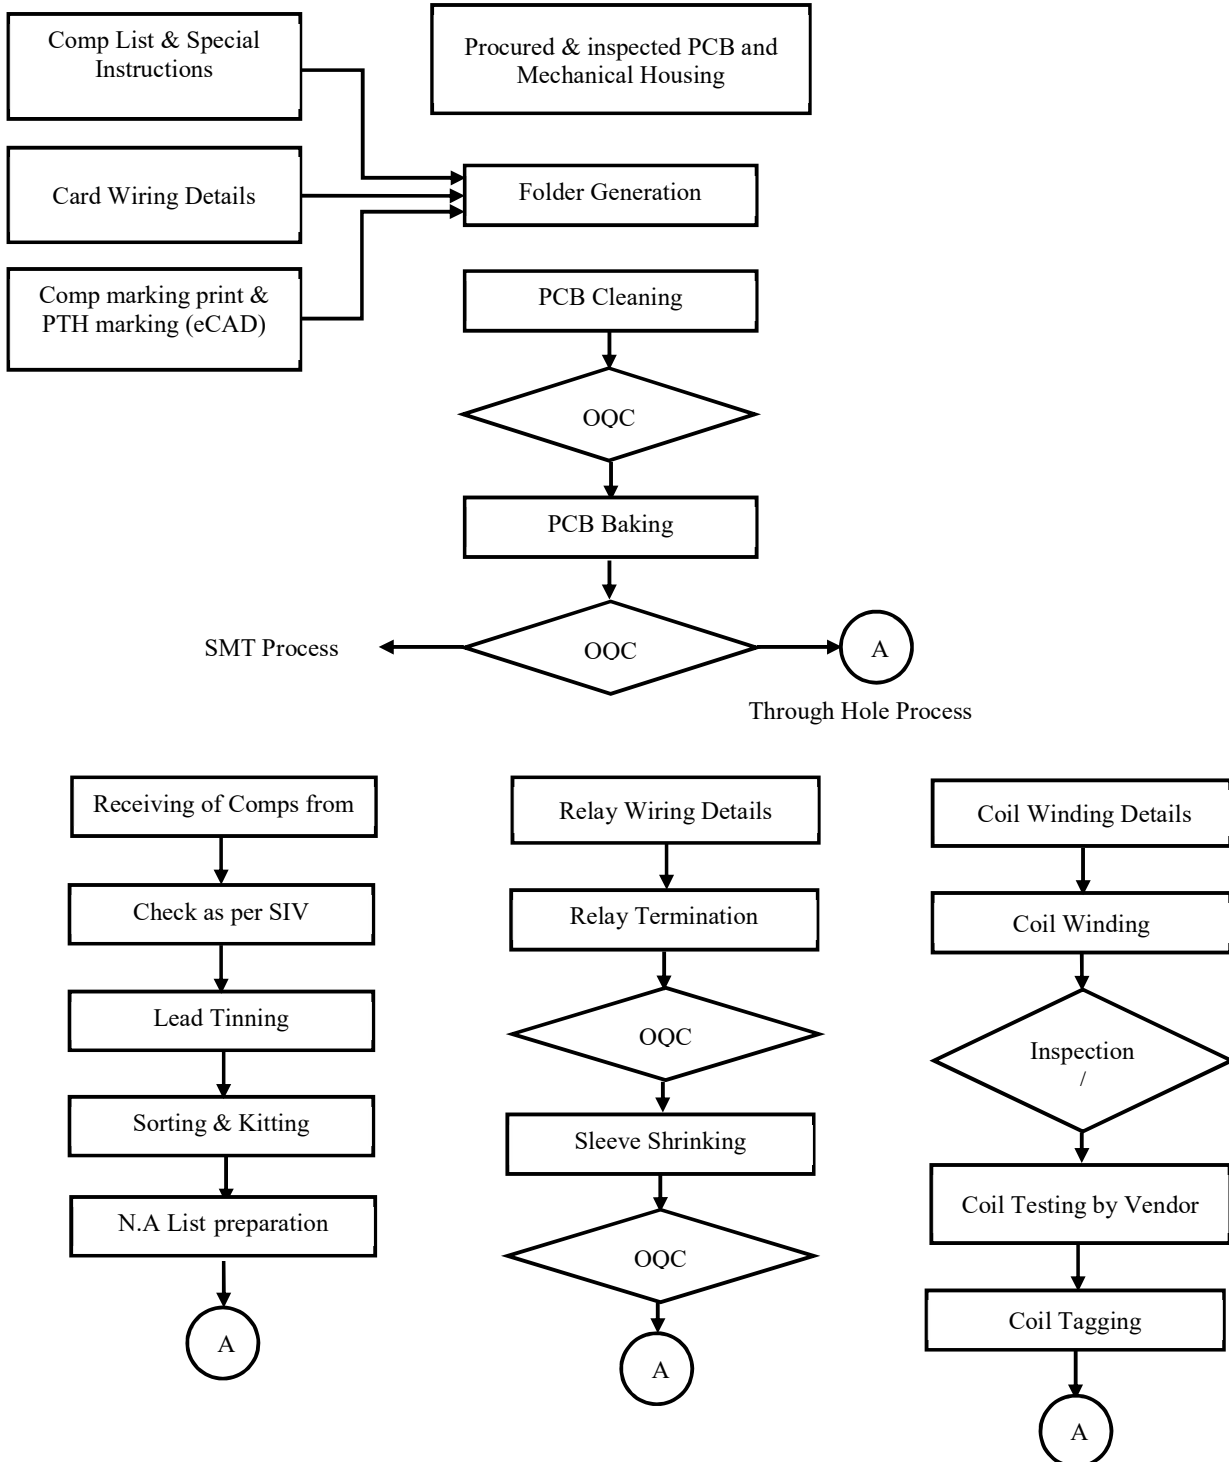 Comp List & Special
Instructions
Procured & inspected PCB and
Mechanical Housing
Card Wiring Details
Folder Generation
Comp marking print &
PTH marking (eCAD)
PCB Cleaning
OQC
PCB Baking
SMT Process
OQC
A
Through Hole Process
Receiving of Comps from
Check as per SIV
Lead Tinning
Sorting & Kitting
N.A List preparation
A
Relay Wiring Details
Relay Termination
OQC
Sleeve Shrinking
OQC
A
Coil Winding Details
Coil Winding
Inspection
/
Coil Testing by Vendor
Coil Tagging
A